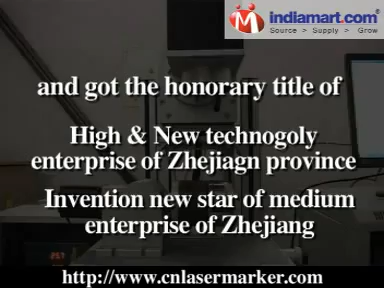 indiamart.com
Source > Supply > Grow
and got the honorary title of
High & New technogoly
enterprise of Zhejiagn province
Invention new star of medium
enterprise of Zhejiang
http://www.cnlasermarker.com